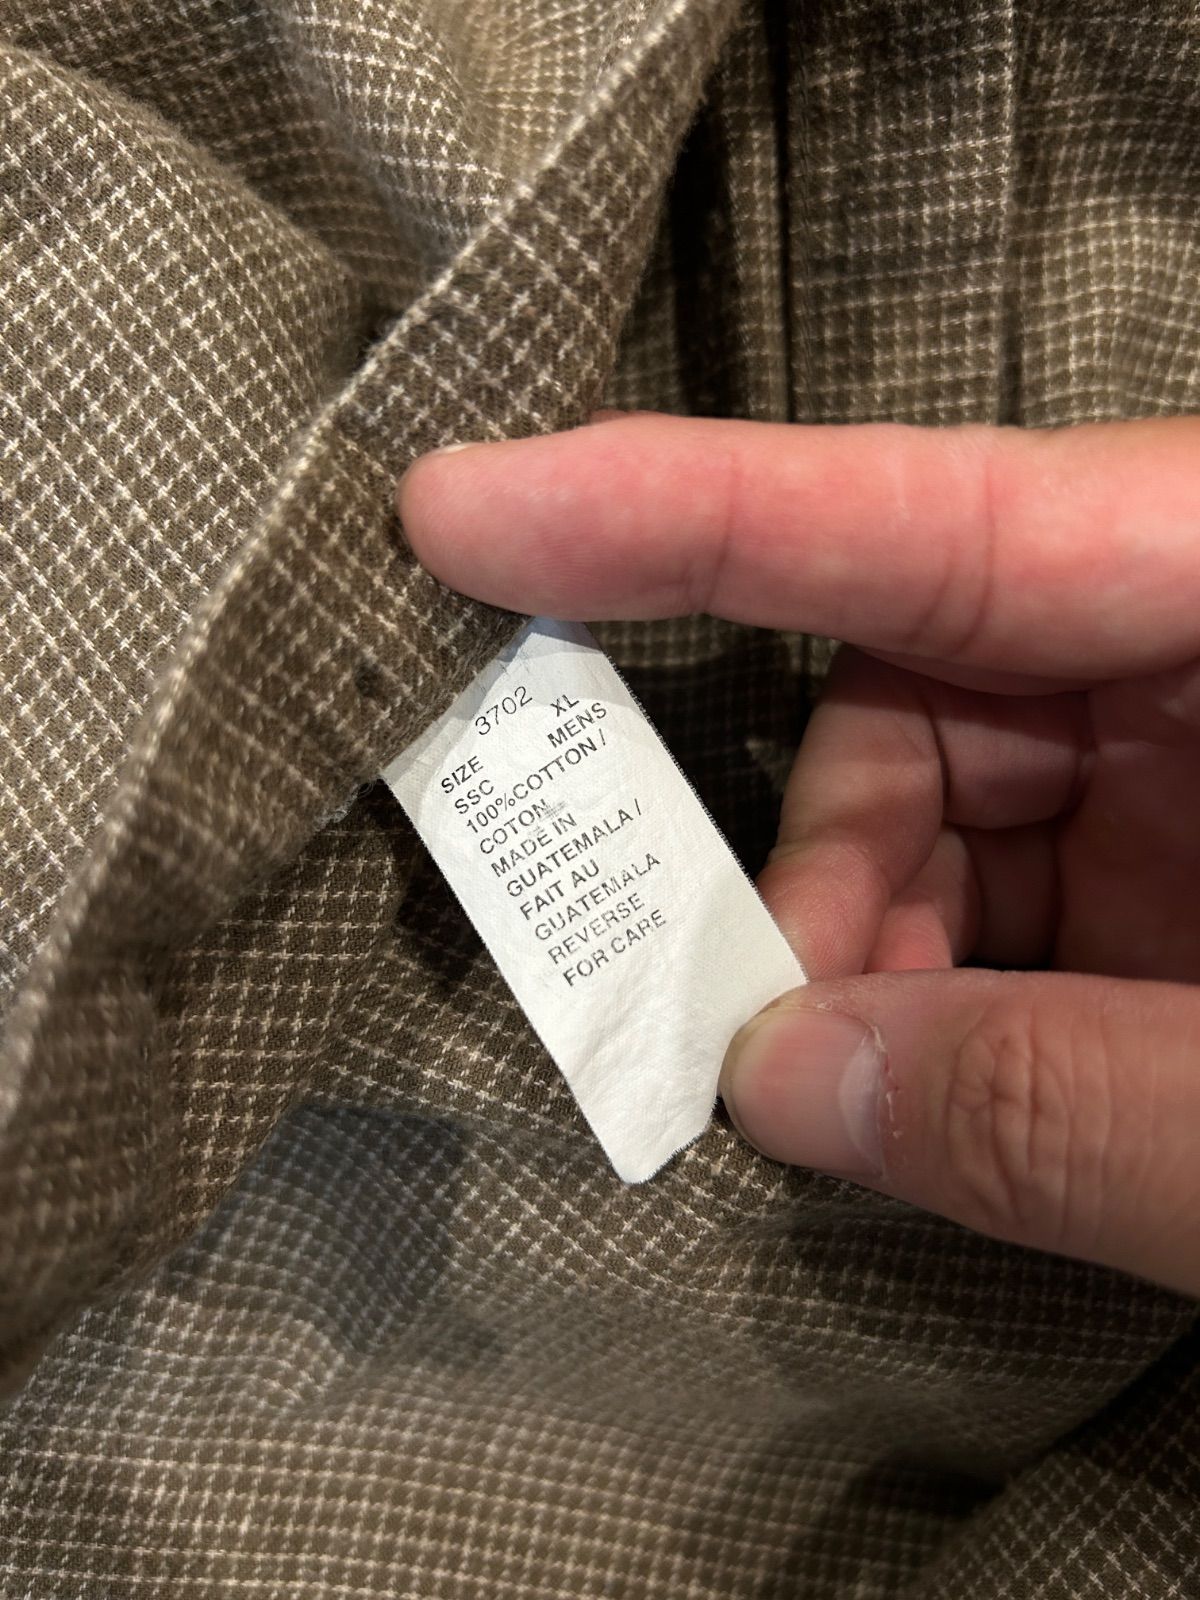 3702
SIZE XL
SSC MENS
100%COTTON/
COTON
MADE IN
GUATEMALA/
FAIT AU
GUATEMALA
REVERSE
FOR CARE